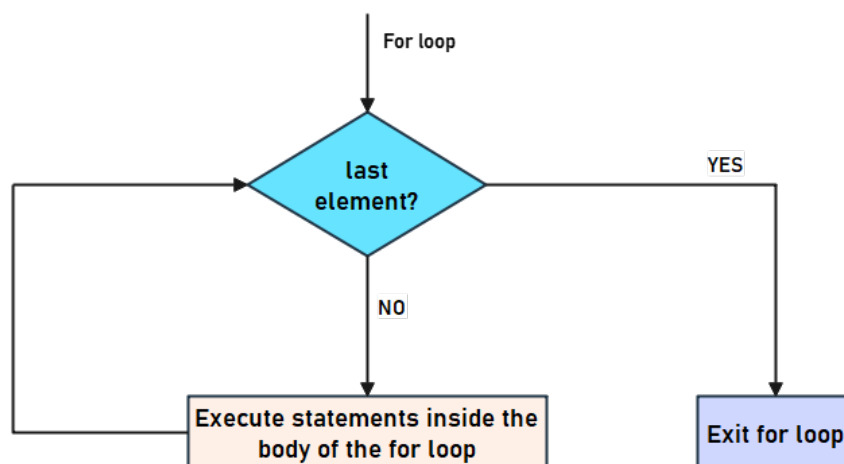 For loop
last
element?
YES
NO
Execute statements inside the
body of the for loop
Exit for loop